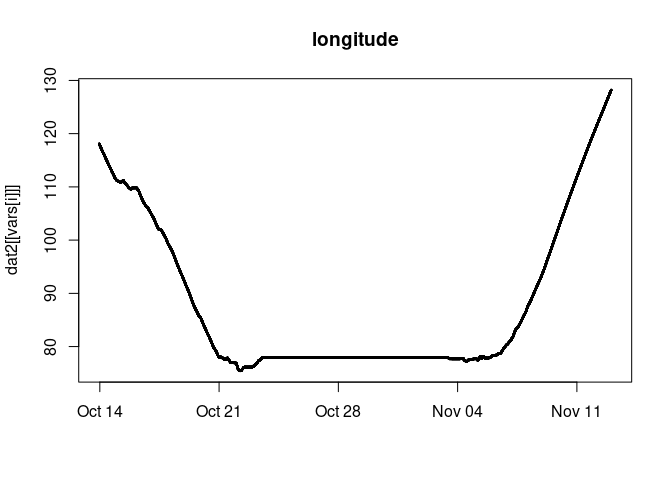 longitude
dat2[[vars[i]]]
130
120
110
100
90
80
Oct 14
Oct 21
Oct 28
Nov 04
Nov 11